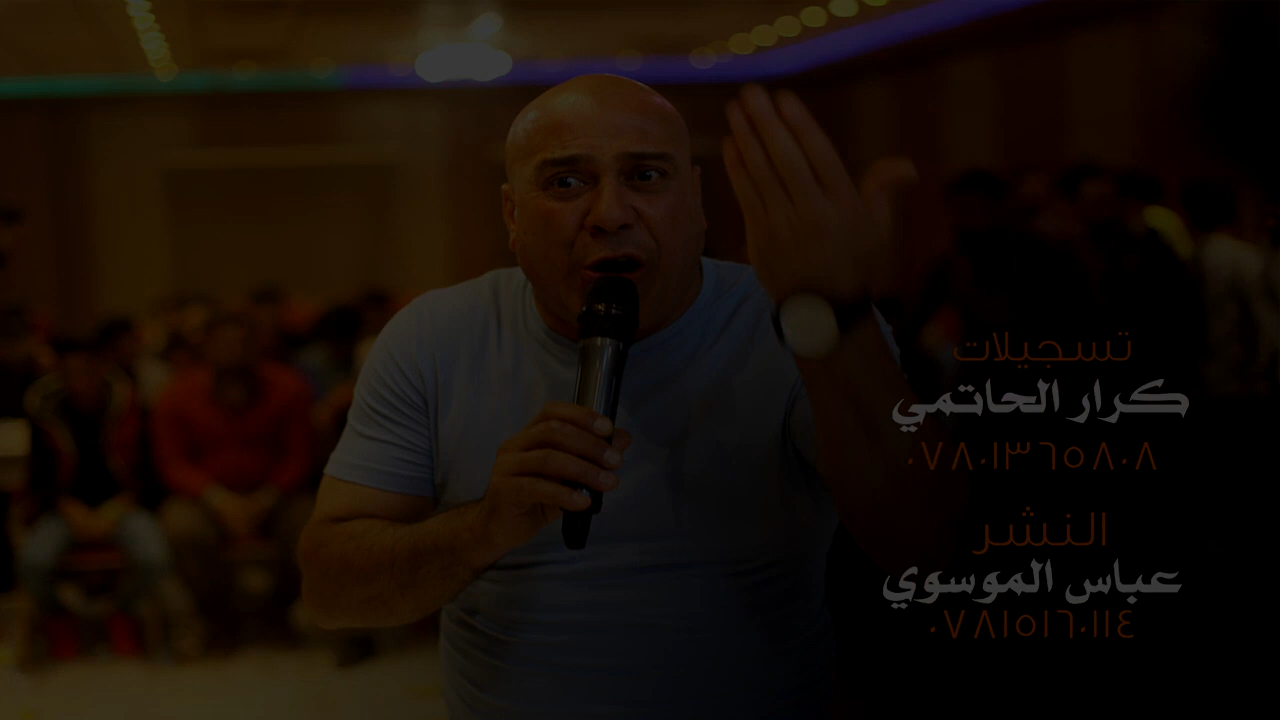 تسجيلات
كرار الحاتمي
٠٧٨٠١٣٦٥٨٠٨
النشر
عباس الموسوي
٠٧٨١٥١٦٠١١٤